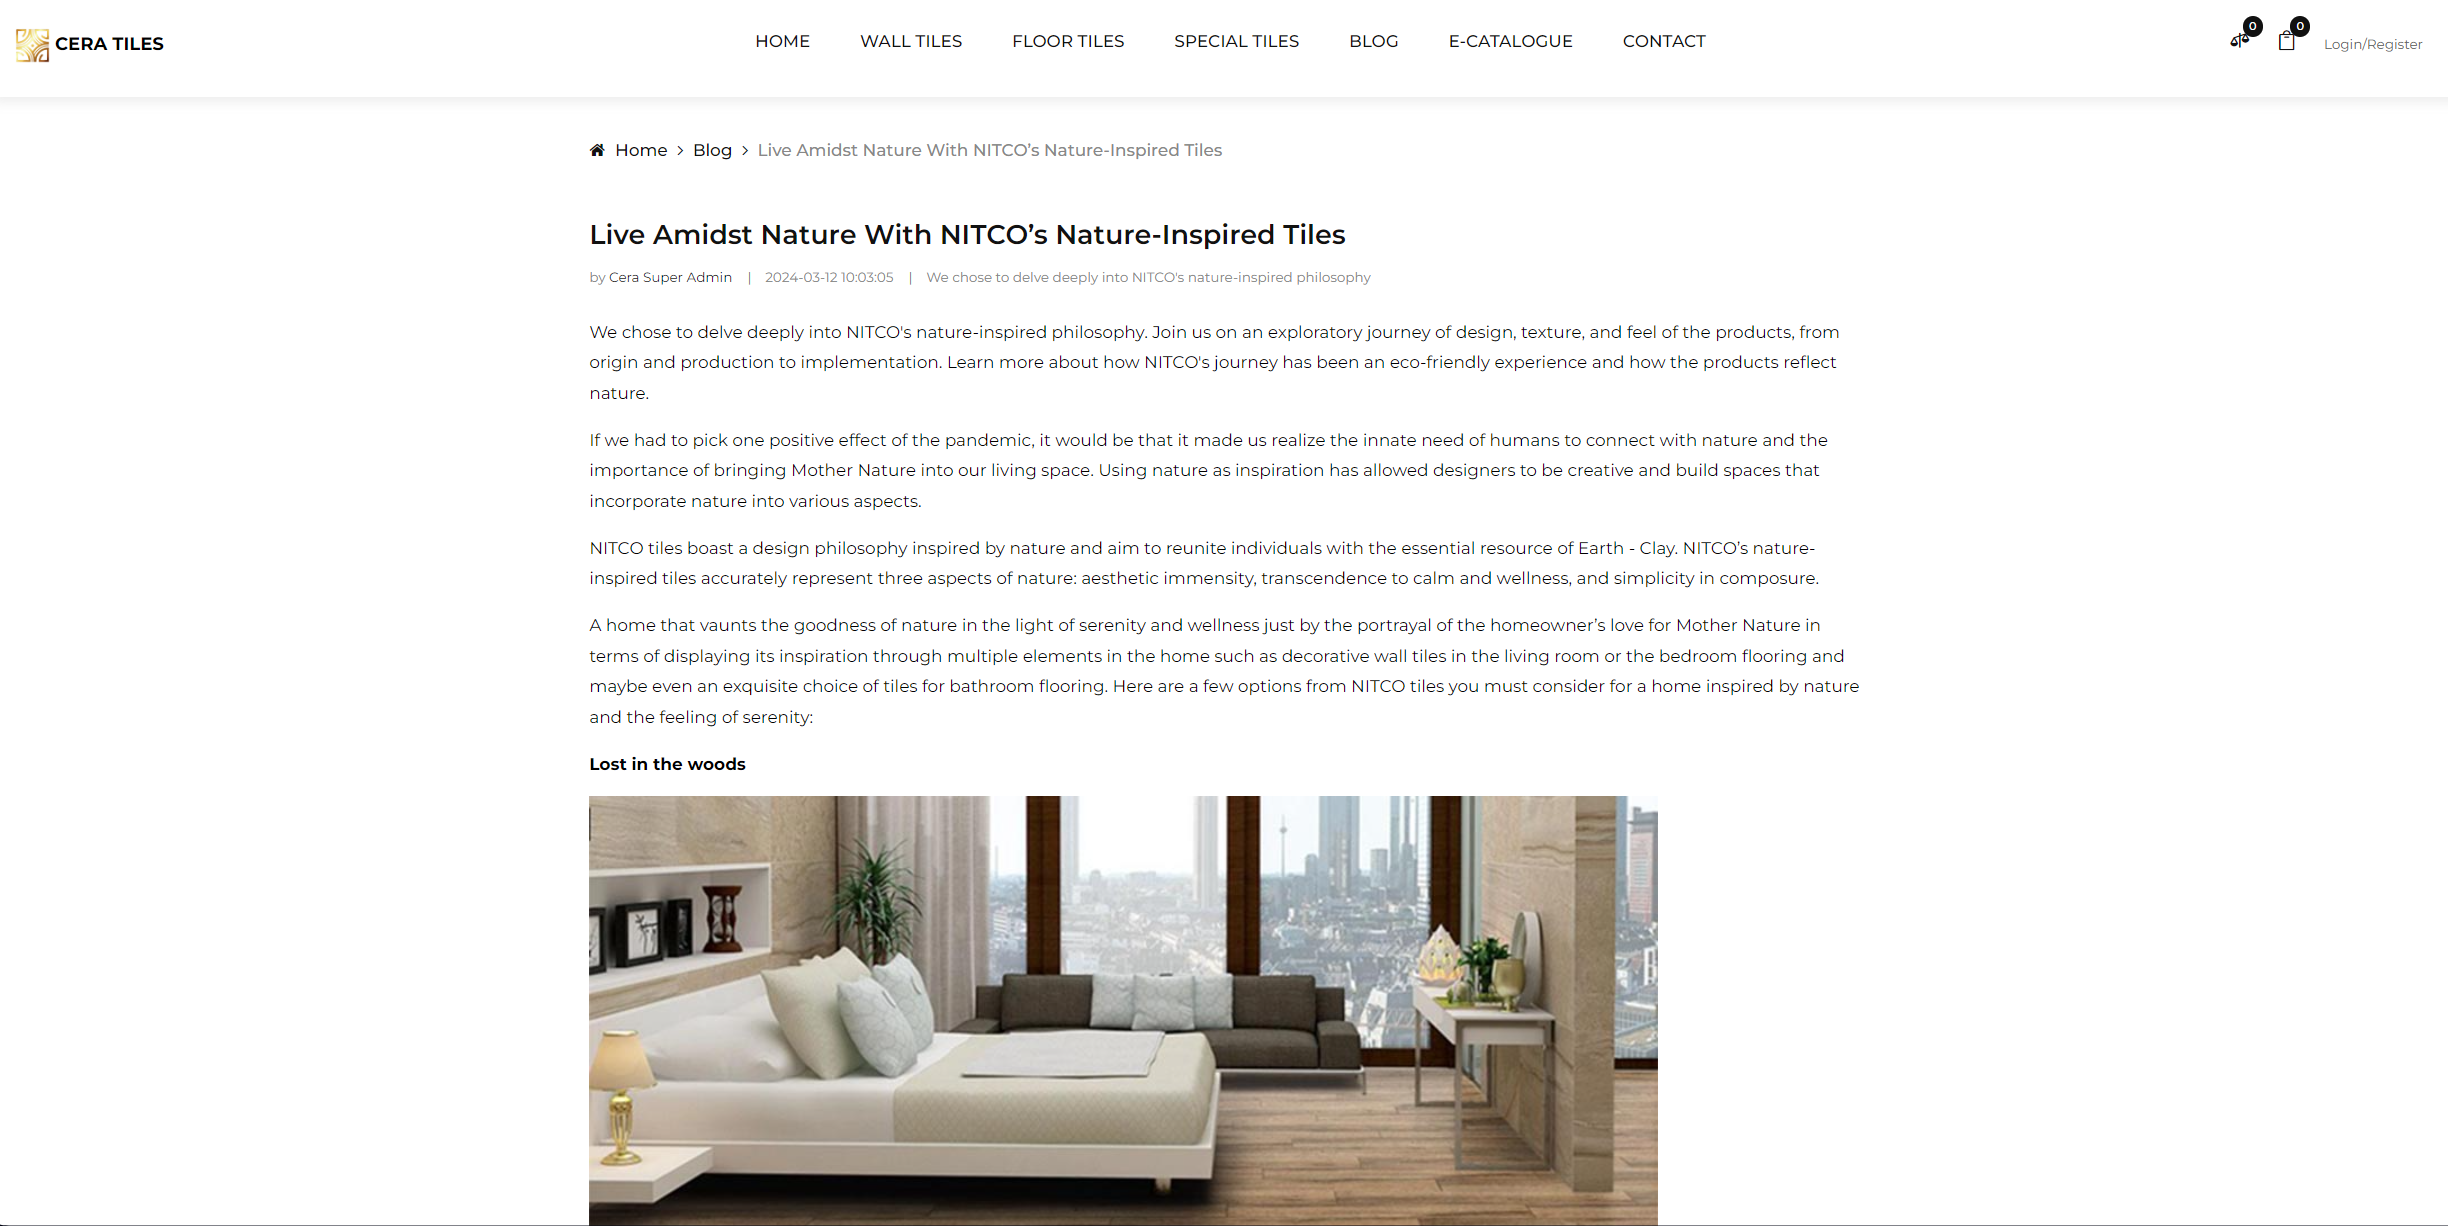 CERA TILES
HOME
WALL TILES
FLOOR TILES
SPECIAL TILES
BLOG
E-CATALOGUE
CONTACT
0
0
Login/Register
Home > Blog > Live Amidst Nature With NITCO’s Nature-Inspired Tiles
Live Amidst Nature With NITCO’s Nature-Inspired Tiles
by Cera Super Admin | 2024-03-12 10:03:05 | We chose to delve deeply into NITCO's nature-inspired philosophy
We chose to delve deeply into NITCO's nature-inspired philosophy. Join us on an exploratory journey of design, texture, and feel of the products, from
origin and production to implementation. Learn more about how NITCO's journey has been an eco-friendly experience and how the products reflect
nature.
If we had to pick one positive effect of the pandemic, it would be that it made us realize the innate need of humans to connect with nature and the
importance of bringing Mother Nature into our living space. Using nature as inspiration has allowed designers to be creative and build spaces that
incorporate nature into various aspects.
NITCO tiles boast a design philosophy inspired by nature and aim to reunite individuals with the essential resource of Earth - Clay. NITCO’s nature-
inspired tiles accurately represent three aspects of nature: aesthetic immensity, transcendence to calm and wellness, and simplicity in composure.
A home that vaunts the goodness of nature in the light of serenity and wellness just by the portrayal of the homeowner’s love for Mother Nature in
terms of displaying its inspiration through multiple elements in the home such as decorative wall tiles in the living room or the bedroom flooring and
maybe even an exquisite choice of tiles for bathroom flooring. Here are a few options from NITCO tiles you must consider for a home inspired by nature
and the feeling of serenity:
Lost in the woods